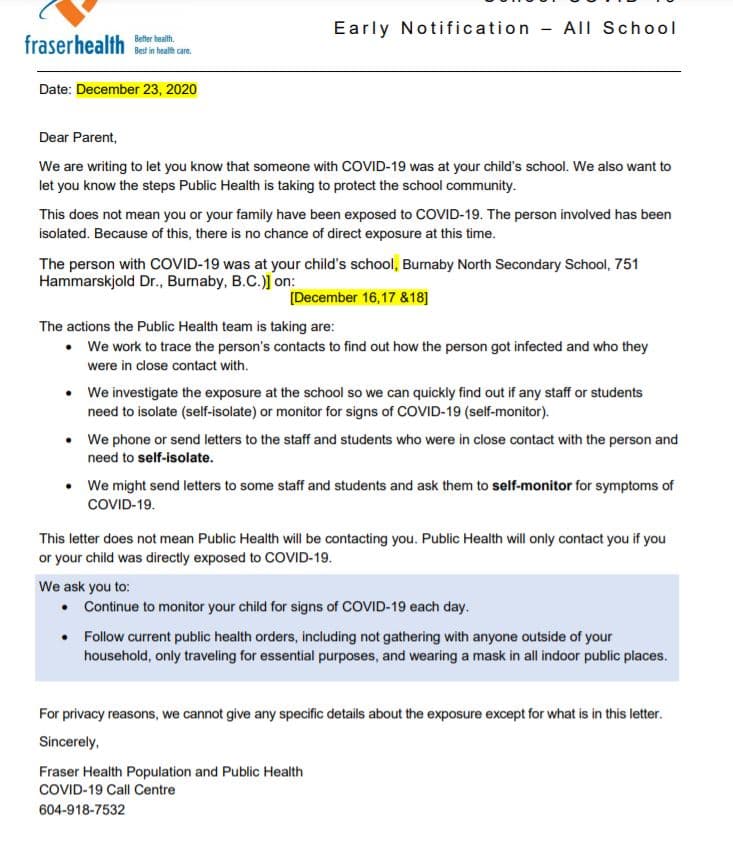 Early Notification – All School
fraserhealth
Better health.
Best in health care.
Date: December 23, 2020
Dear Parent,
We are writing to let you know that someone with COVID-19 was at your child's school. We also want to
let you know the steps Public Health is taking to protect the school community.
This does not mean you or your family have been exposed to COVID-19. The person involved has been
isolated. Because of this, there is no chance of direct exposure at this time.
The person with COVID-19 was at your child's school, Burnaby North Secondary School, 751
Hammarskjold Dr., Burnaby, B.C.)] on:
[December 16,17 &18]
The actions the Public Health team is taking are:
• We work to trace the person's contacts to find out how the person got infected and who they
were in close contact with.
• We investigate the exposure at the school so we can quickly find out if any staff or students
need to isolate (self-isolate) or monitor for signs of COVID-19 (self-monitor).
• We phone or send letters to the staff and students who were in close contact with the person and
need to self-isolate.
• We might send letters to some staff and students and ask them to self-monitor for symptoms of
COVID-19.
This letter does not mean Public Health will be contacting you. Public Health will only contact you if you
or your child was directly exposed to COVID-19.
We ask you to:
• Continue to monitor your child for signs of COVID-19 each day.
• Follow current public health orders, including not gathering with anyone outside of your
household, only traveling for essential purposes, and wearing a mask in all indoor public places.
For privacy reasons, we cannot give any specific details about the exposure except for what is in this letter.
Sincerely,
Fraser Health Population and Public Health
COVID-19 Call Centre
604-918-7532